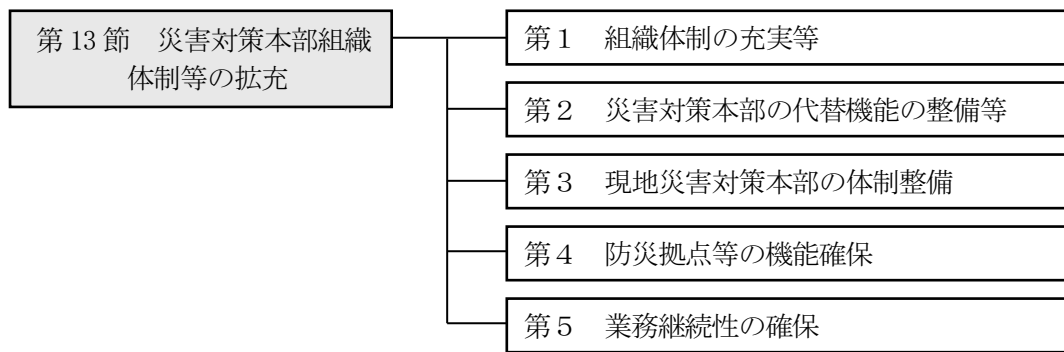 第13節　災害対策本部組織
体制等の拡充
第１　組織体制の充実等
第２　災害対策本部の代替機能の整備等
第３　現地災害対策本部の体制整備
第４　防災拠点等の機能確保
第５　業務継続性の確保